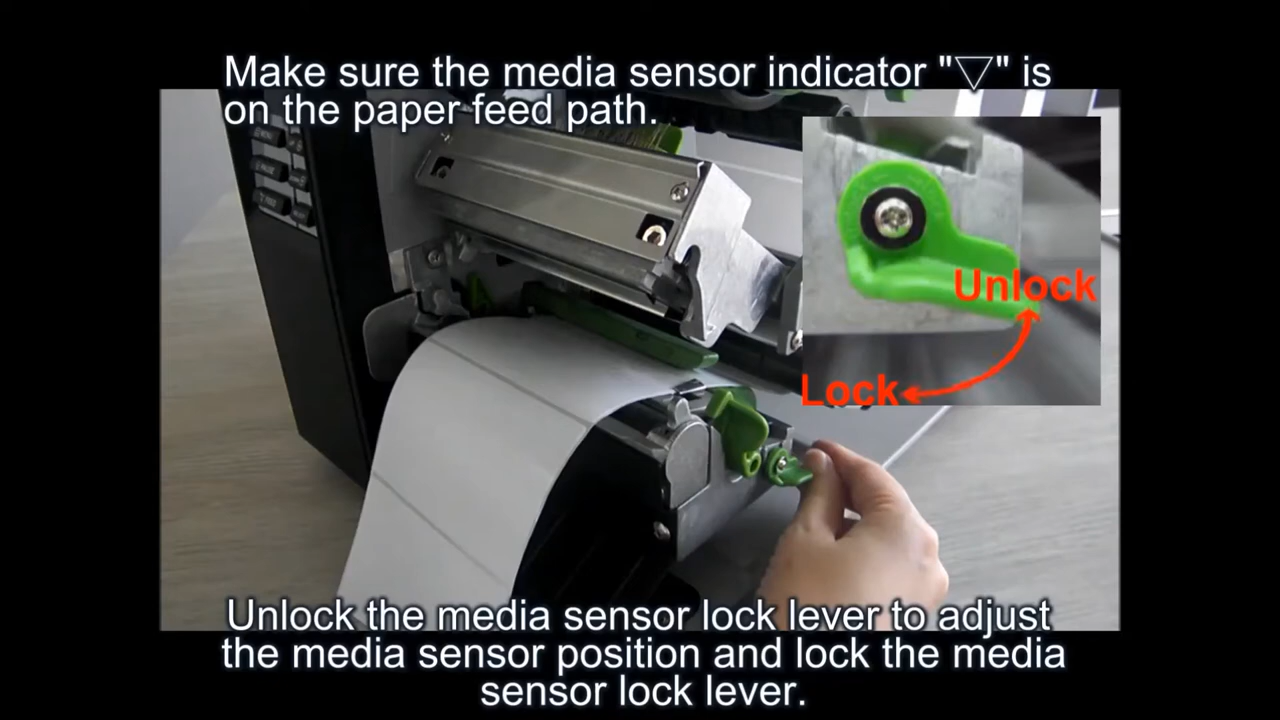 Make sure the media sensor indicator "▽" is
on the paper feed path.
Unlock
Lock
Unlock the media sensor lock lever to adjust
the media sensor position and lock the media
sensor lock lever.